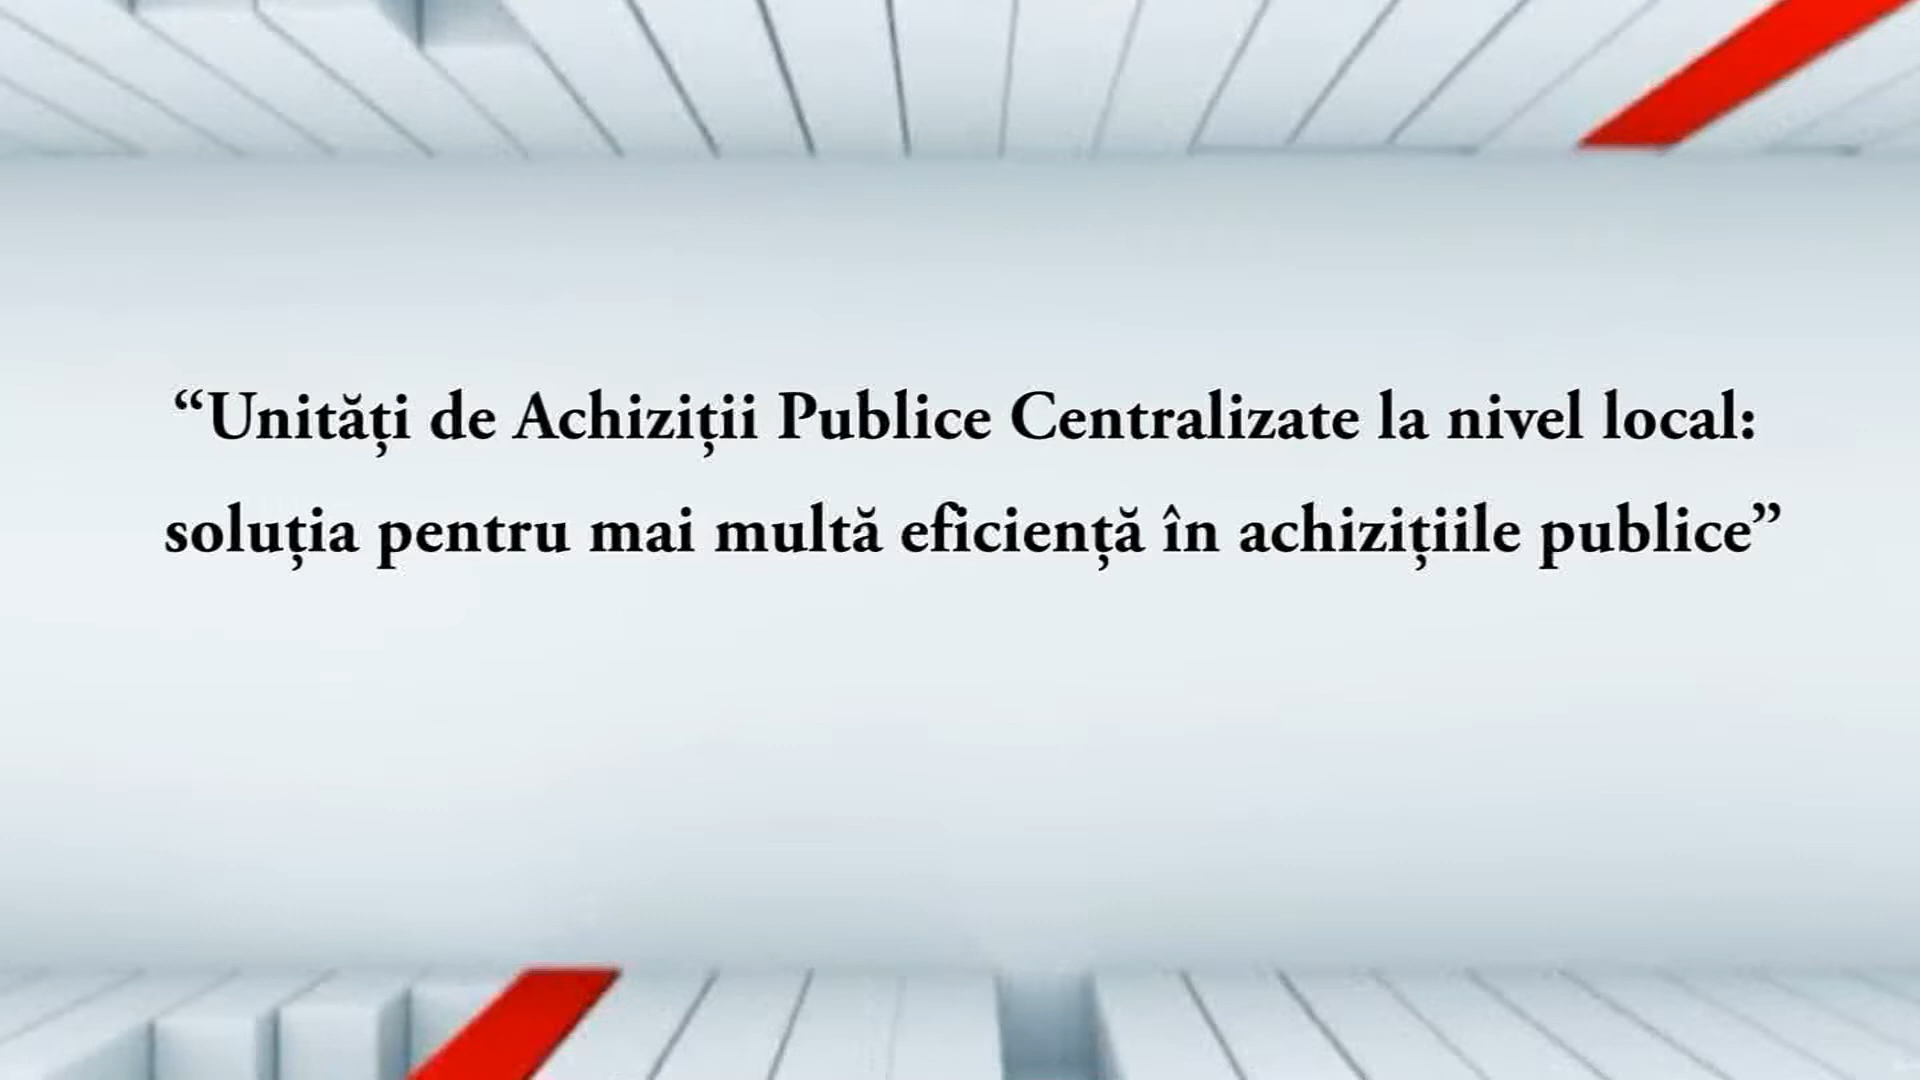 “Unități de Achiziții Publice Centralizate la nivel local:
soluția pentru mai multă eficiență în achizițiile publice”